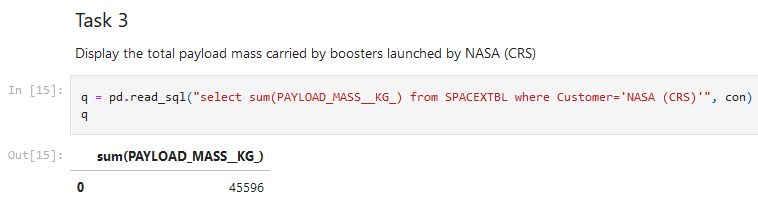 Task 3
Display the total payload mass carried by boosters launched by NASA (CRS)
In [15]:
q = pd.read_sql("select sum(PAYLOAD_MASS__KG_) from SPACEXTBL where Customer='NASA (CRS)'", con)
q
Out[15]:
sum(PAYLOAD_MASS__KG_)
0 45596